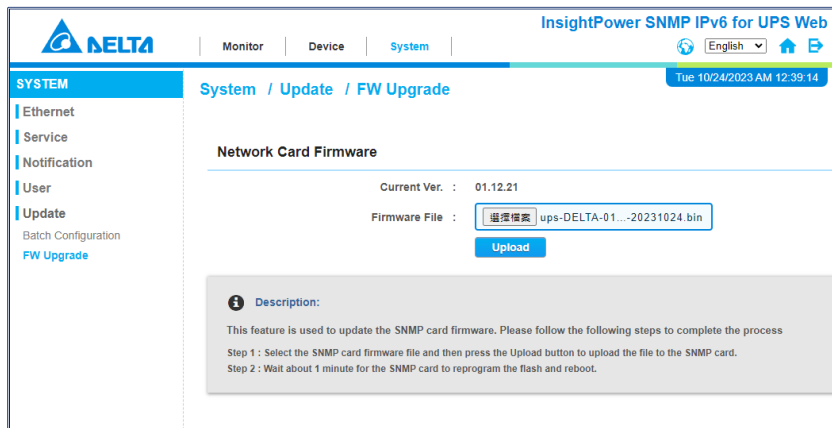 InsightPower SNMP IPv6 for UPS Web
DELTA
Monitor
Device
System
English
Tue 10/24/2023 AM 12:39:14
SYSTEM
Ethernet
Service
Notification
User
Update
Batch Configuration
FW Upgrade
System / Update / FW Upgrade
Network Card Firmware
Current Ver. : 01.12.21
Firmware File : 選擇檔案 ups-DELTA-01...-20231024.bin
Upload
Description:
This feature is used to update the SNMP card firmware. Please follow the following steps to complete the process
Step 1 : Select the SNMP card firmware file and then press the Upload button to upload the file to the SNMP card.
Step 2 : Wait about 1 minute for the SNMP card to reprogram the flash and reboot.